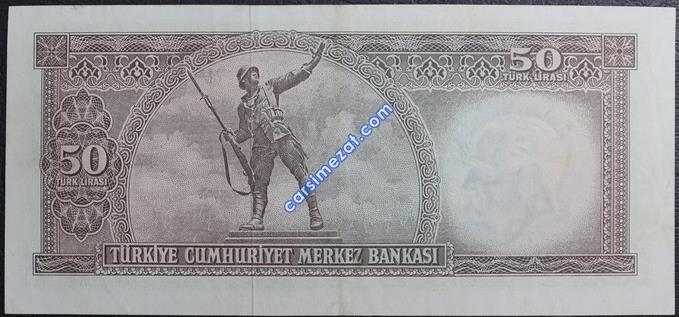 50
TÜRK LİRASI
50
TÜRK LİRASI
carsimezat.com
TÜRKİYE CUMHURİYET MERKEZ BANKASI